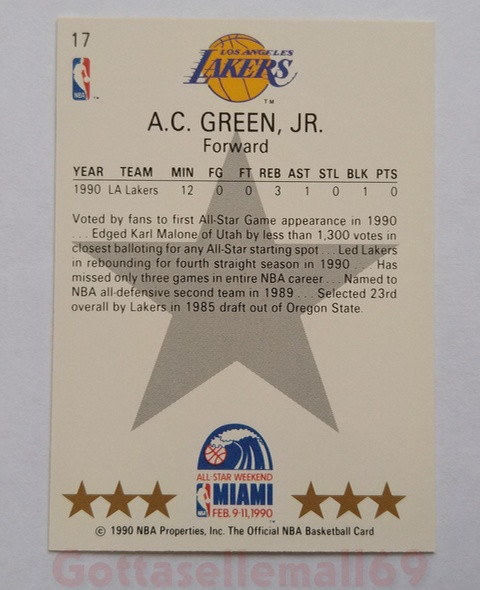 17
LOS ANGELES
LAKERS
TM
NBA
A.C. GREEN, JR.
Forward
YEAR TEAM MIN FG FT REB AST STL BLK PTS
1990 LA Lakers 12 0 0 3 1 0 1 0
Voted by fans to first All-Star Game appearance in 1990
. . . Edged Karl Malone of Utah by less than 1,300 votes in
closest balloting for any All-Star starting spot . . . Led Lakers
in rebounding for fourth straight season in 1990 . . . Has
missed only three games in entire NBA career . . . Named to
NBA all-defensive second team in 1989 . . . Selected 23rd
overall by Lakers in 1985 draft out of Oregon State.
ALL-STAR WEEKEND
NBA MIAMI
FEB. 9-11, 1990
© 1990 NBA Properties, Inc. The Official NBA Basketball Card
Gottasellemall69